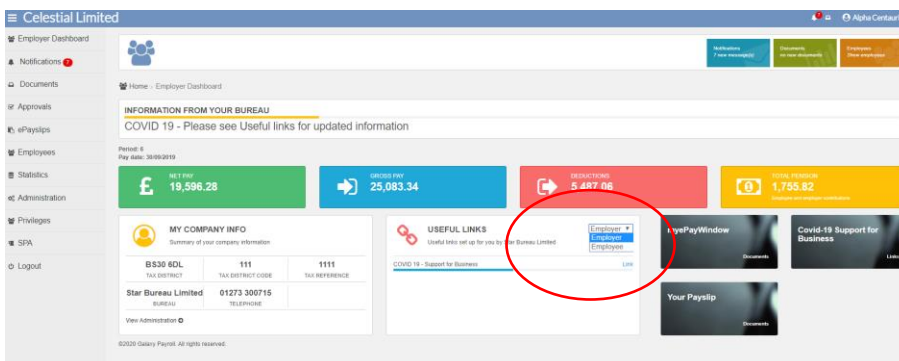 Celestial Limited
Alpha Centauri
Employer Dashboard
Notifications 7
Documents
Approvals
ePayslips
Employees
Statistics
Administration
Privileges
SPA
Logout
Notifications
7 new message(s)
Documents
no new documents
Employees
Home > Employer Dashboard
INFORMATION FROM YOUR BUREAU
COVID 19 - Please see Useful links for updated information
Period: 6
Pay date: 30/09/2019
NET PAY
19,596.28
GROSS PAY
25,083.34
DEDUCTIONS
5,487.06
TOTAL PENSION
1,755.82
Employee and employer contributions
MY COMPANY INFO
Summary of your company information
BS30 6DL 111 1111
TAX DISTRICT TAX DISTRICT CODE TAX REFERENCE
Star Bureau Limited 01273 300715
BUREAU TELEPHONE
View Administration
USEFUL LINKS
Useful links set up for you by Star Bureau Limited
Employer
Employer
Employee
COVID 19 - Support for Business Link
myePayWindow
Documents
Covid-19 Support for
Business
Links
Your Payslip
Documents
©2020 Galaxy Payroll. All rights reserved.